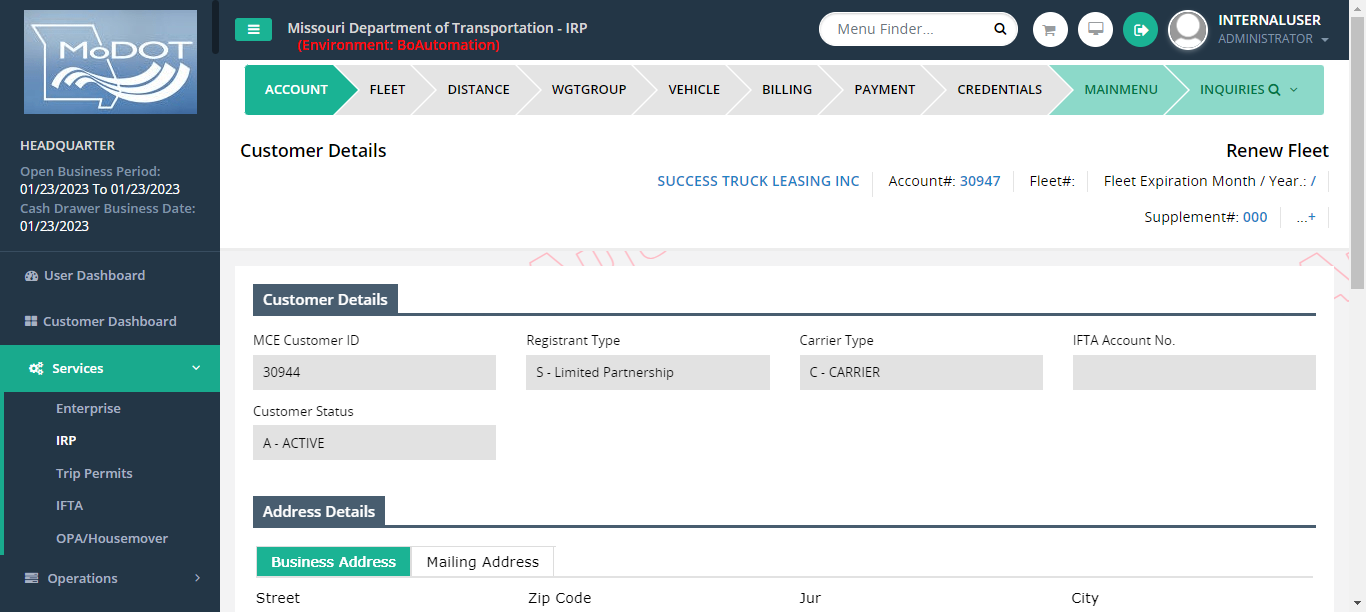 MoDOT
Missouri Department of Transportation - IRP
(Environment: BoAutomation)
Menu Finder...
INTERNALUSER
ADMINISTRATOR
ACCOUNT FLEET DISTANCE WGTGROUP VEHICLE BILLING PAYMENT CREDENTIALS MAINMENU INQUIRIES
HEADQUARTER
Open Business Period:
01/23/2023 To 01/23/2023
Cash Drawer Business Date:
01/23/2023
User Dashboard
Customer Dashboard
Services
Enterprise
IRP
Trip Permits
IFTA
OPA/Housemover
Operations
Customer Details
Renew Fleet
SUCCESS TRUCK LEASING INC Account#: 30947 Fleet#: Fleet Expiration Month / Year.: /
Supplement#: 000 ...+
Customer Details
MCE Customer ID Registrant Type Carrier Type IFTA Account No.
30944 S - Limited Partnership C - CARRIER
Customer Status
A - ACTIVE
Address Details
Business Address Mailing Address
Street Zip Code Jur City